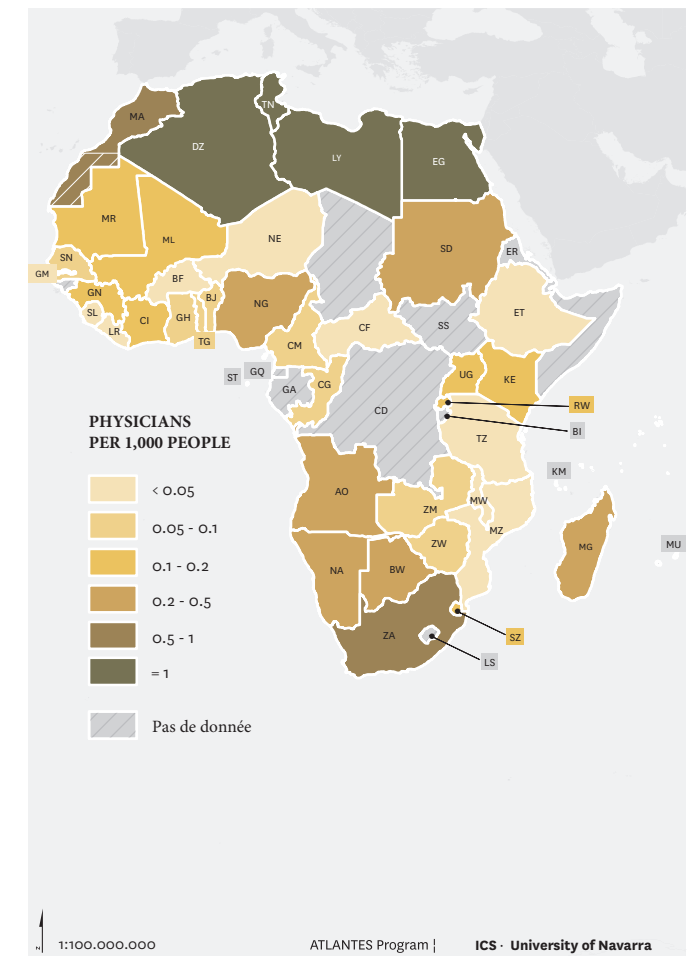 TN
MA
DZ
LY
EG
MR
ML
NE
SD
ER
SN
GM
BF
GN
BJ
NG
SL
GH
CI
LR
TG
CF
SS
ET
CM
ST
GQ
GA
CG
CD
UG
KE
RW
BI
TZ
KM
AO
ZM
MW
MZ
ZW
NA
BW
MG
MU
ZA
SZ
LS
PHYSICIANS
PER 1,000 PEOPLE
< 0.05
0.05 - 0.1
0.1 - 0.2
0.2 - 0.5
0.5 - 1
= 1
Pas de donnée
N
1:100.000.000
ATLANTES Program ¦
ICS · University of Navarra